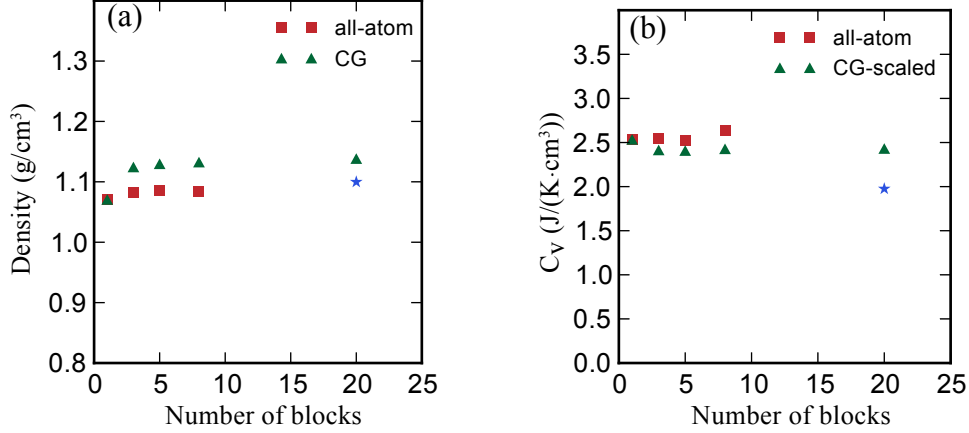 (a)
all-atom
CG
1.3
1.2
1.1
1.0
0.9
0.8
Density (g/cm³)
0
5
10
15
20
25
Number of blocks
(b)
all-atom
CG-scaled
3.5
3.0
2.5
2.0
1.5
1.0
0.5
0.0
C_V (J/(K·cm³))
0
5
10
15
20
25
Number of blocks